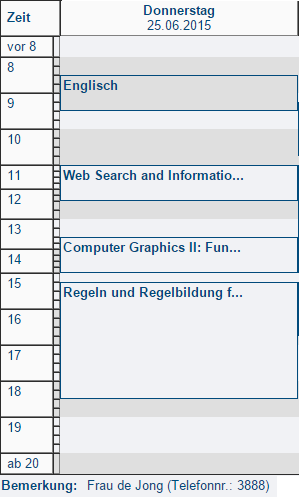 Zeit
Donnerstag
25.06.2015
vor 8
8
Englisch
9
10
11
Web Search and Informatio...
12
13
Computer Graphics II: Fun...
14
15
Regeln und Regelbildung f...
16
17
18
19
ab 20
Bemerkung: Frau de Jong (Telefonnr.: 3888)